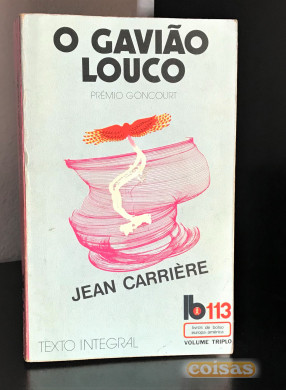 O GAVIÃO
LOUCO
PRÉMIO GONCOURT
JEAN CARRIÈRE
lb 113
livros de bolso
europa-américa
TEXTO INTEGRAL
VOLUME TRIPLO
coisas